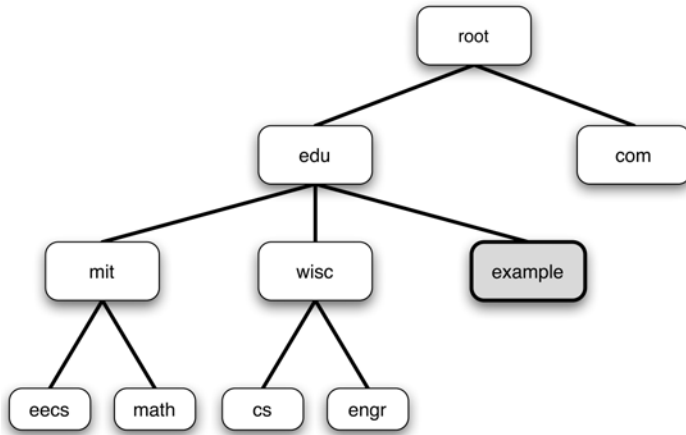 root
edu
com
mit
wisc
example
eecs
math
cs
engr